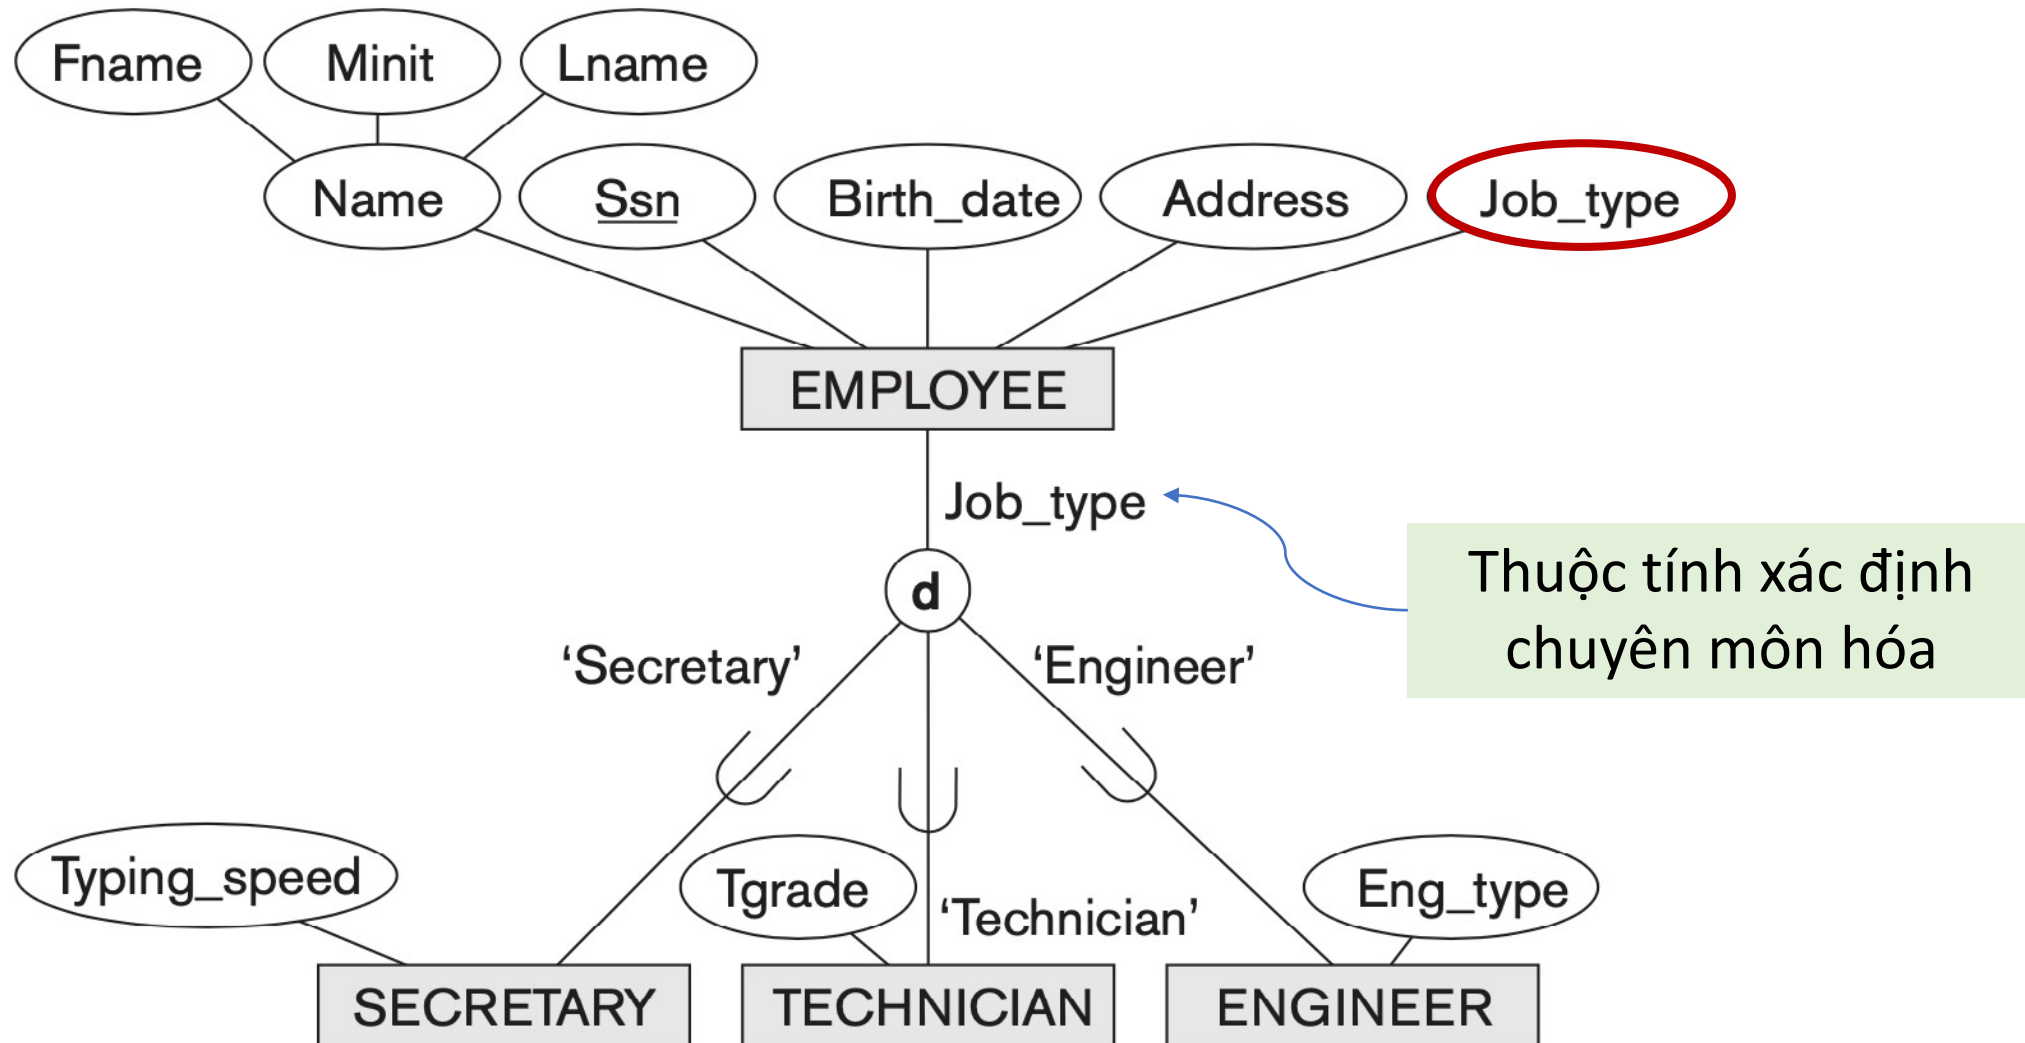 Fname
Minit
Lname
Name
Ssn
Birth_date
Address
Job_type
EMPLOYEE
Job_type
Thuộc tính xác định
chuyên môn hóa
d
‘Secretary’
‘Engineer’
Typing_speed
Tgrade
‘Technician’
Eng_type
SECRETARY
TECHNICIAN
ENGINEER